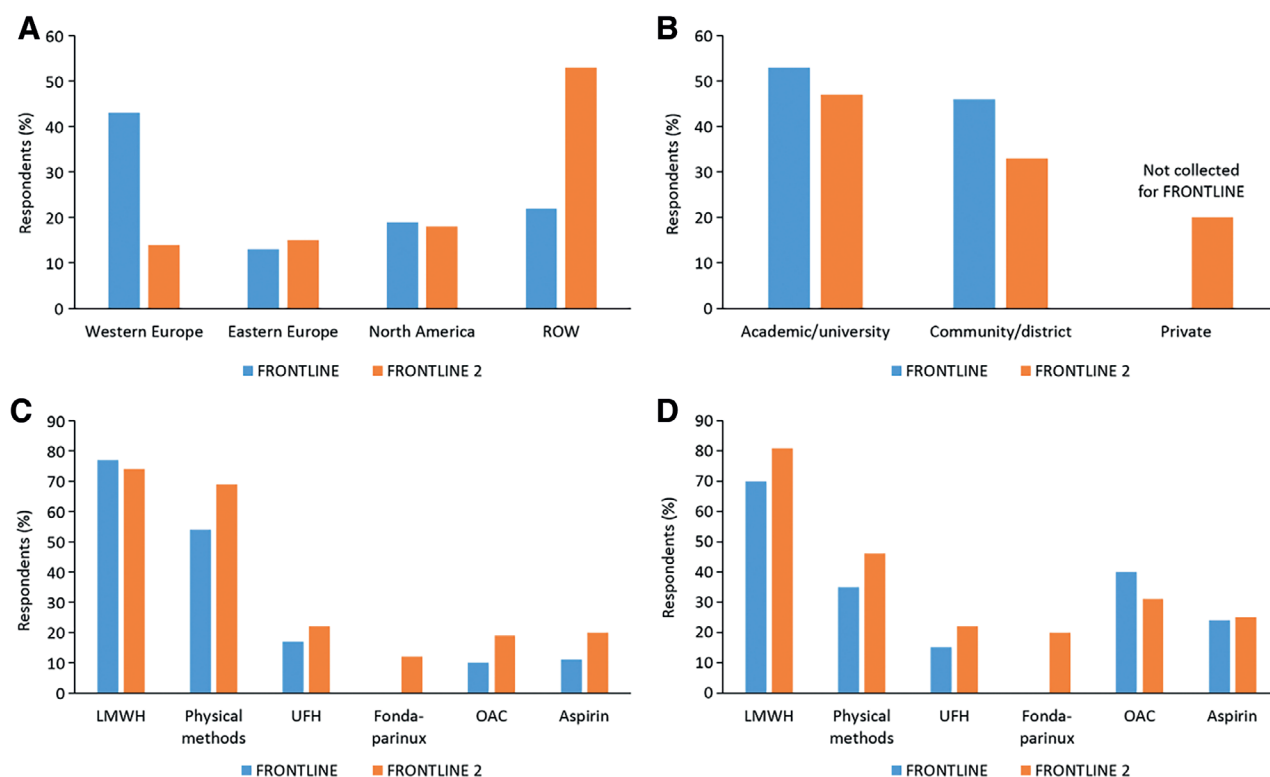 A
60
50
40
30
20
10
0
Respondents (%)
Western Europe Eastern Europe North America ROW
FRONTLINE FRONTLINE 2
B
60
50
40
30
20
10
0
Respondents (%)
Not collected
for FRONTLINE
Academic/university Community/district Private
FRONTLINE FRONTLINE 2
C
90
80
70
60
50
40
30
20
10
0
Respondents (%)
LMWH Physical UFH Fonda- OAC Aspirin
methods parinux
FRONTLINE FRONTLINE 2
D
90
80
70
60
50
40
30
20
10
0
Respondents (%)
LMWH Physical UFH Fonda- OAC Aspirin
methods parinux
FRONTLINE FRONTLINE 2